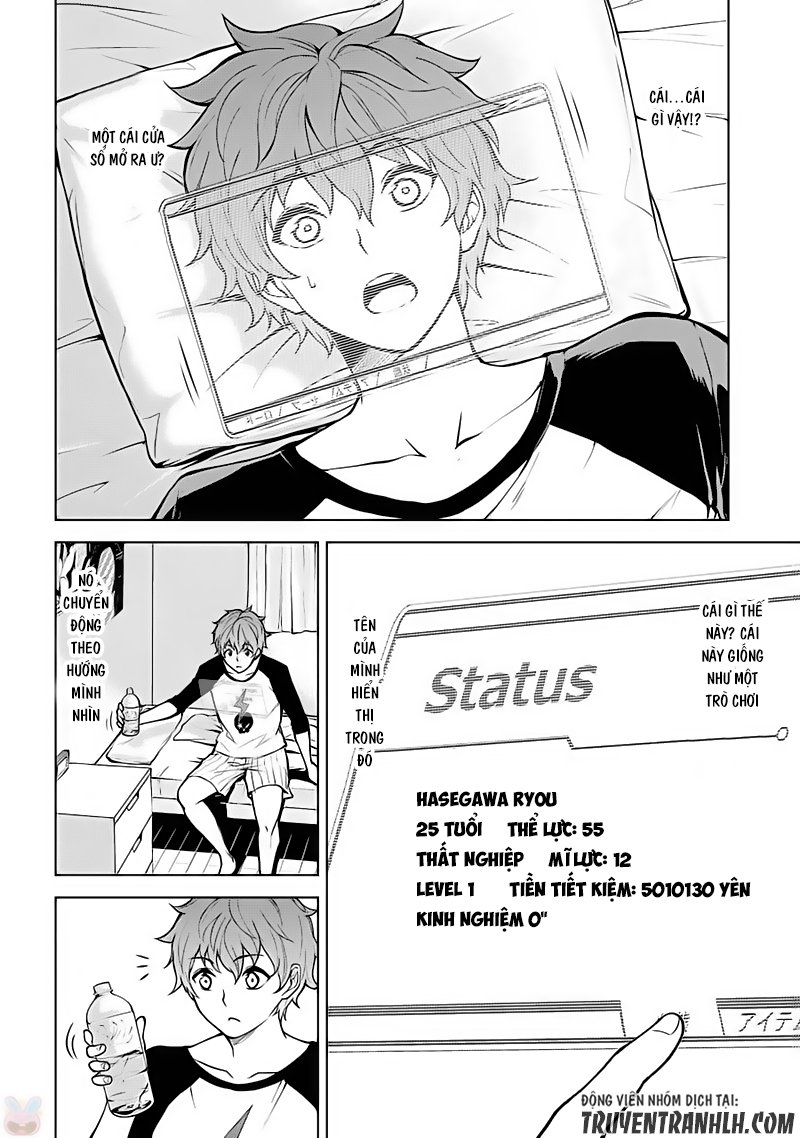 CÁI...CÁI
GÌ VẬY!?
MỘT CÁI CỬA
SỔ MỞ RA Ư?
CÁI GÌ THẾ
NÀY? CÁI
NÀY GIỐNG
NHƯ MỘT
TRÒ CHƠI
Status
TÊN
CỦA
MÌNH
HIỂN
THỊ
TRONG
ĐÓ
HASEGAWA RYOU
25 TUỔI THỂ LỰC: 55
THẤT NGHIỆP MĨ LỰC: 12
LEVEL 1 TIỀN TIẾT KIỆM: 5010130 YÊN
KINH NGHIỆM 0"
アイテム
NÓ
CHUYỂN
ĐỘNG
THEO
HƯỚNG
MÌNH
NHÌN
ĐỘNG VIÊN NHÓM DỊCH TẠI:
TRUYENTRANHLH.COM